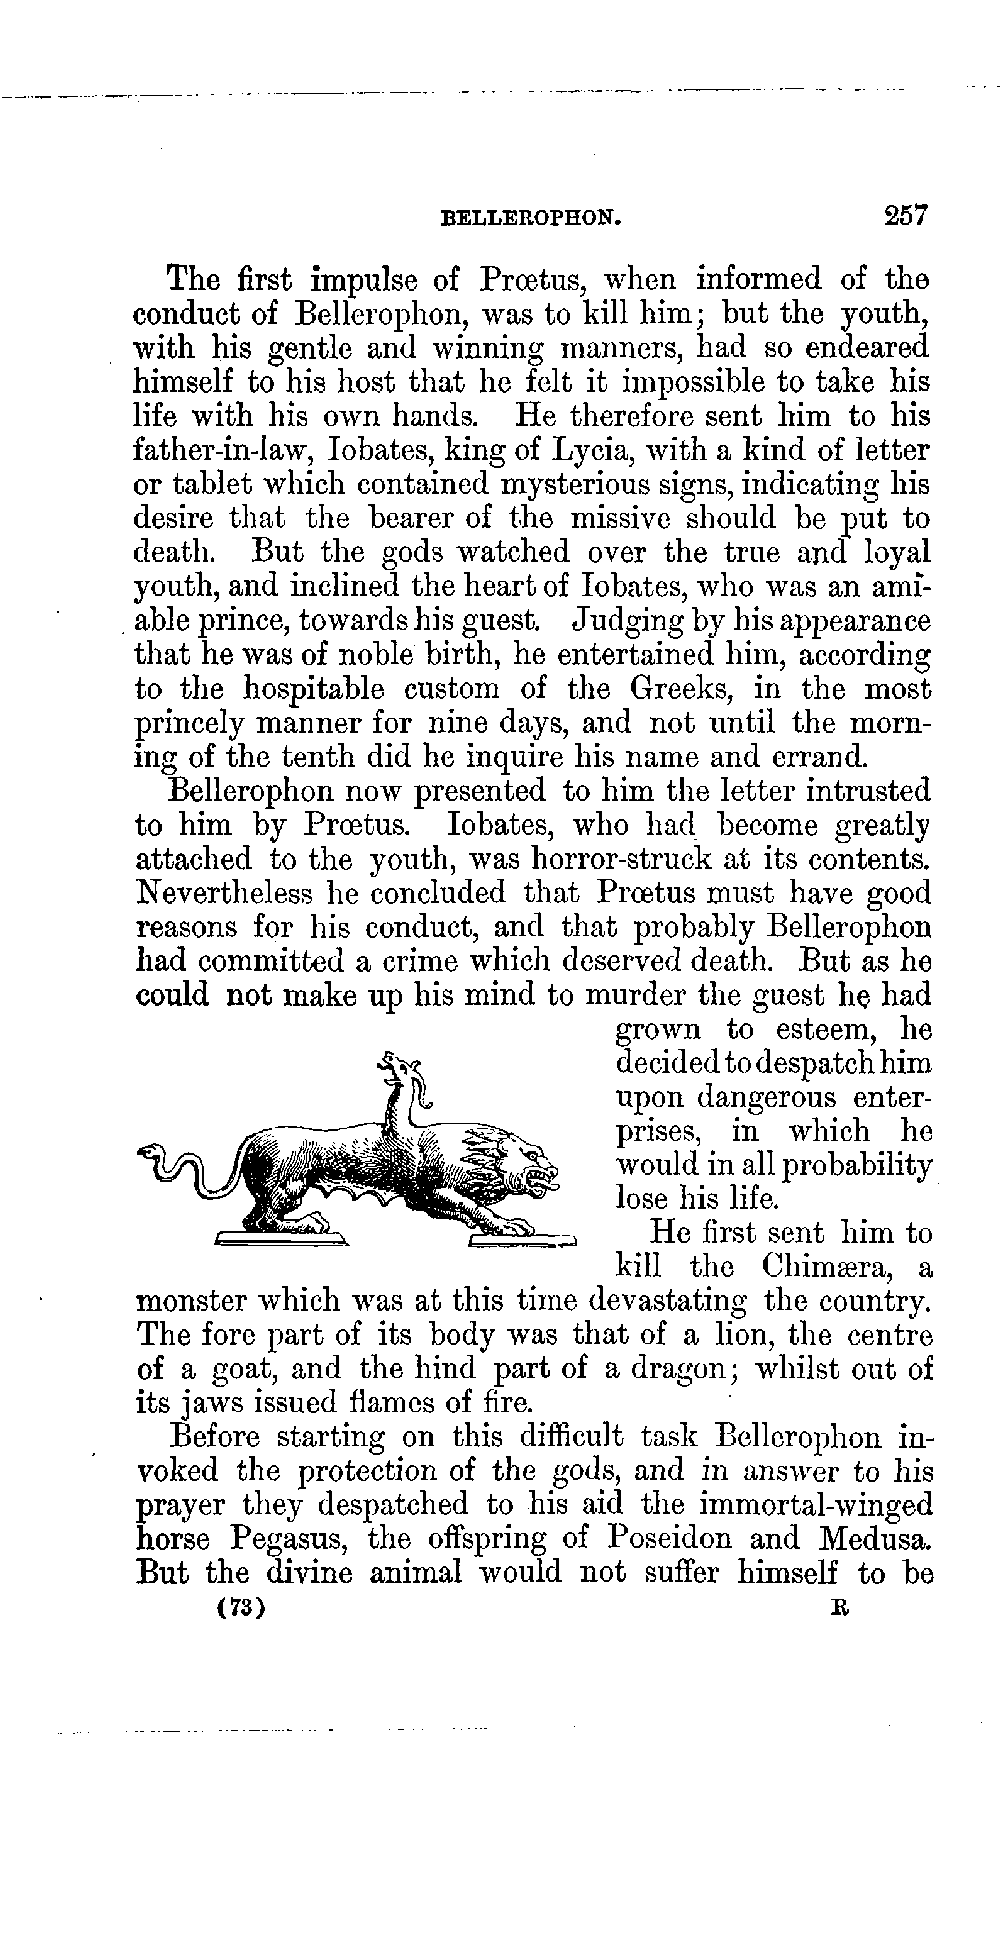 BELLEROPHON. 257
The first impulse of Prœtus, when informed of the
conduct of Bellerophon, was to kill him; but the youth,
with his gentle and winning manners, had so endeared
himself to his host that he felt it impossible to take his
life with his own hands. He therefore sent him to his
father-in-law, Iobates, king of Lycia, with a kind of letter
or tablet which contained mysterious signs, indicating his
desire that the bearer of the missive should be put to
death. But the gods watched over the true and loyal
youth, and inclined the heart of Iobates, who was an ami-
able prince, towards his guest. Judging by his appearance
that he was of noble birth, he entertained him, according
to the hospitable custom of the Greeks, in the most
princely manner for nine days, and not until the morn-
ing of the tenth did he inquire his name and errand.
Bellerophon now presented to him the letter intrusted
to him by Prœtus. Iobates, who had become greatly
attached to the youth, was horror-struck at its contents.
Nevertheless he concluded that Prœtus must have good
reasons for his conduct, and that probably Bellerophon
had committed a crime which deserved death. But as he
could not make up his mind to murder the guest he had
grown to esteem, he
decided to despatch him
upon dangerous enter-
prises, in which he
would in all probability
lose his life.
He first sent him to
kill the Chimæra, a
monster which was at this time devastating the country.
The fore part of its body was that of a lion, the centre
of a goat, and the hind part of a dragon; whilst out of
its jaws issued flames of fire.
Before starting on this difficult task Bellerophon in-
voked the protection of the gods, and in answer to his
prayer they despatched to his aid the immortal-winged
horse Pegasus, the offspring of Poseidon and Medusa.
But the divine animal would not suffer himself to be
(73) R